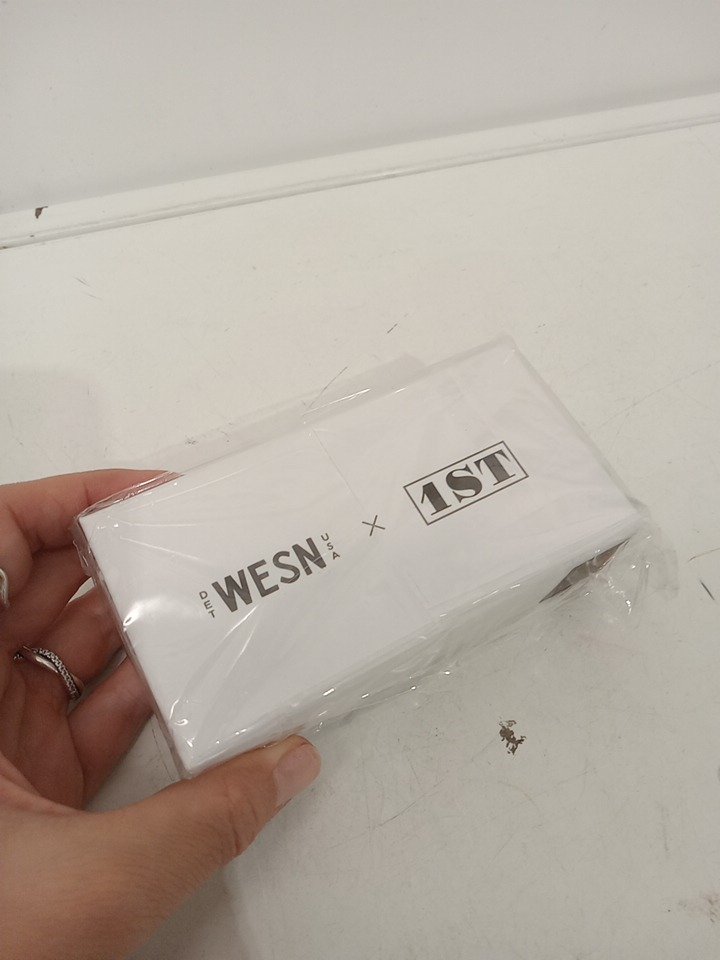 DET WESN USA × 1ST